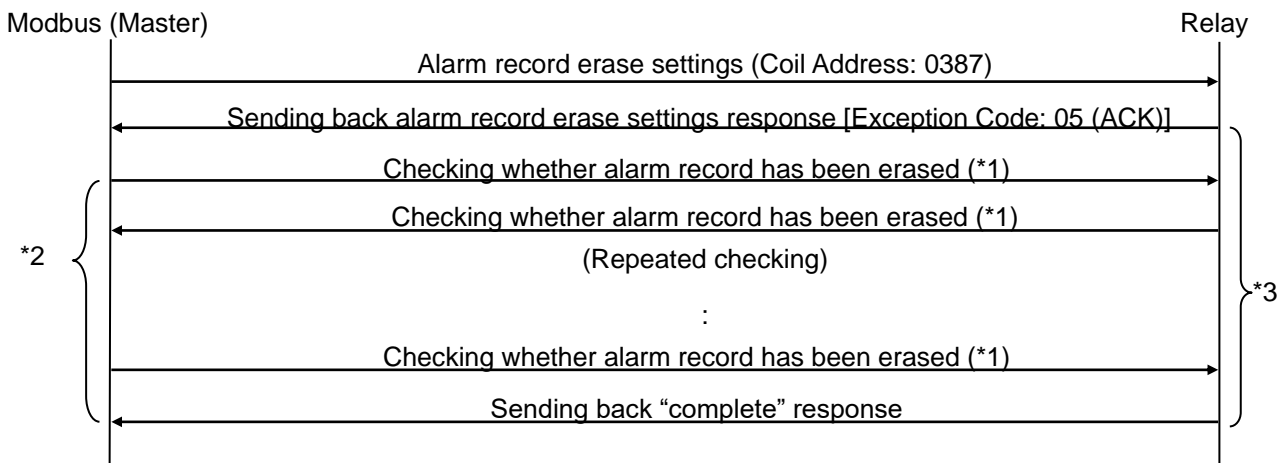 Modbus (Master)
Relay
Alarm record erase settings (Coil Address: 0387)
Sending back alarm record erase settings response [Exception Code: 05 (ACK)]
Checking whether alarm record has been erased (*1)
Checking whether alarm record has been erased (*1)
*2
(Repeated checking)
*3
:
Checking whether alarm record has been erased (*1)
Sending back “complete” response